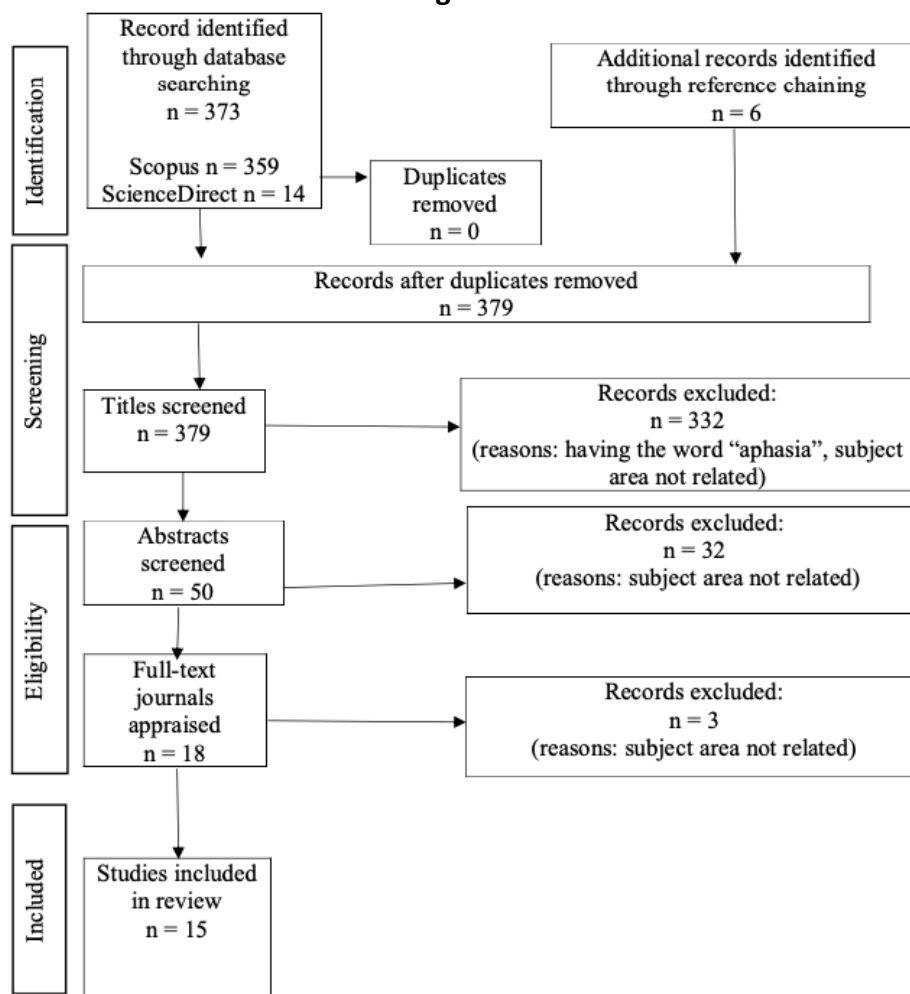 Record identified
through database
searching
n = 373
Scopus n = 359
ScienceDirect n = 14
Additional records identified
through reference chaining
n = 6
Identification
Duplicates
removed
n = 0
Records after duplicates removed
n = 379
Screening
Titles screened
n = 379
Records excluded:
n = 332
(reasons: having the word “aphasia”, subject
area not related)
Abstracts
screened
n = 50
Records excluded:
n = 32
(reasons: subject area not related)
Eligibility
Full-text
journals
appraised
n = 18
Records excluded:
n = 3
(reasons: subject area not related)
Included
Studies included
in review
n = 15